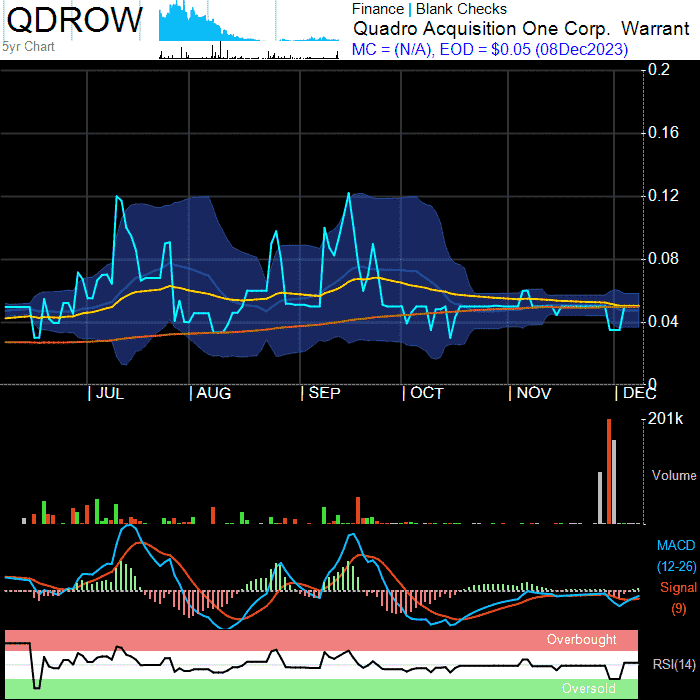 QDROW
5yr Chart
Finance | Blank Checks
Quadro Acquisition One Corp. Warrant
MC = (N/A), EOD = $0.05 (08Dec2023)
0.2
0.16
0.12
0.08
0.04
0
| JUL | AUG | SEP | OCT | NOV | DEC
201k
Volume
MACD
(12-26)
Signal
(9)
Overbought
RSI(14)
Oversold